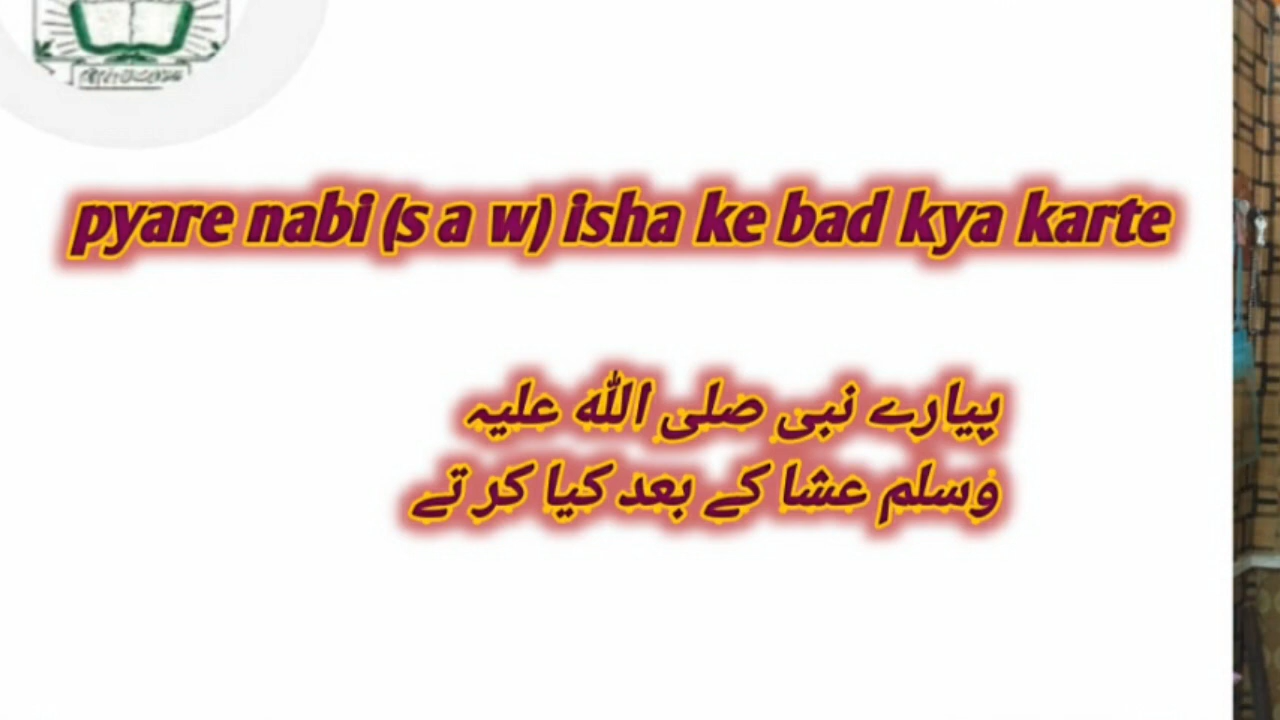 pyare nabi (s a w) isha ke bad kya karte
پیارے نبی صلی اللہ علیہ
وسلم عشا کے بعد کیا کرتے